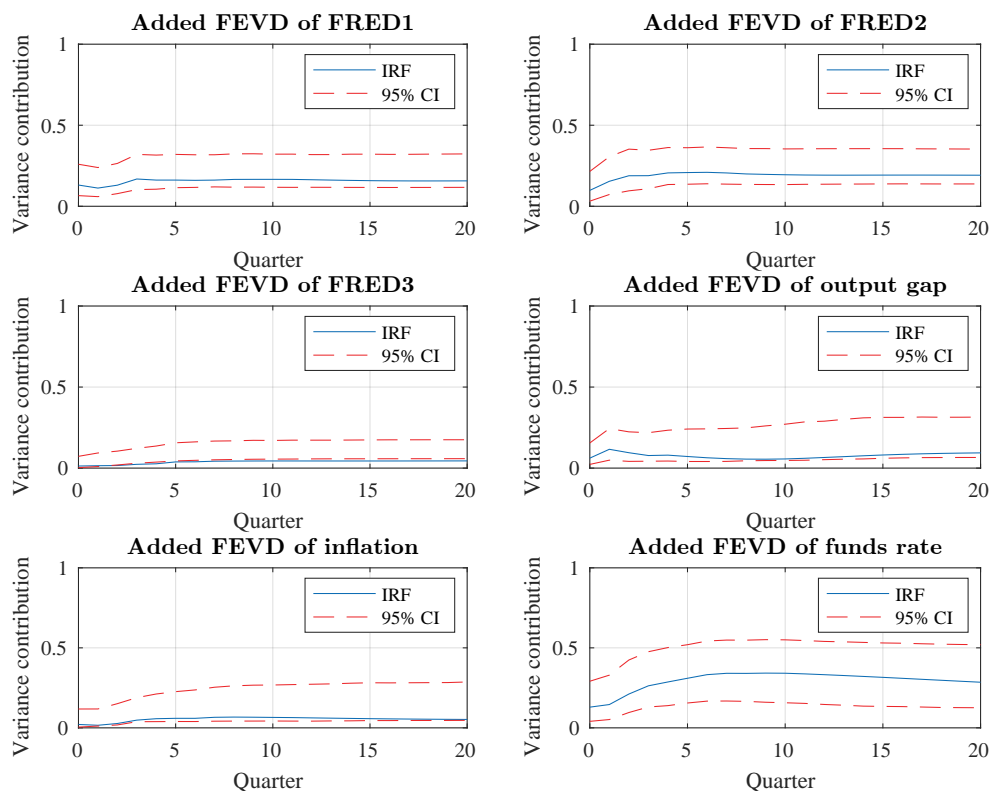 Added FEVD of FRED1
Variance contribution
1
0.5
0
IRF
95% CI
0 5 10 15 20
Quarter
Added FEVD of FRED2
Variance contribution
1
0.5
0
IRF
95% CI
0 5 10 15 20
Quarter
Added FEVD of FRED3
Variance contribution
1
0.5
0
IRF
95% CI
0 5 10 15 20
Quarter
Added FEVD of output gap
Variance contribution
1
0.5
0
IRF
95% CI
0 5 10 15 20
Quarter
Added FEVD of inflation
Variance contribution
1
0.5
0
IRF
95% CI
0 5 10 15 20
Quarter
Added FEVD of funds rate
Variance contribution
1
0.5
0
IRF
95% CI
0 5 10 15 20
Quarter